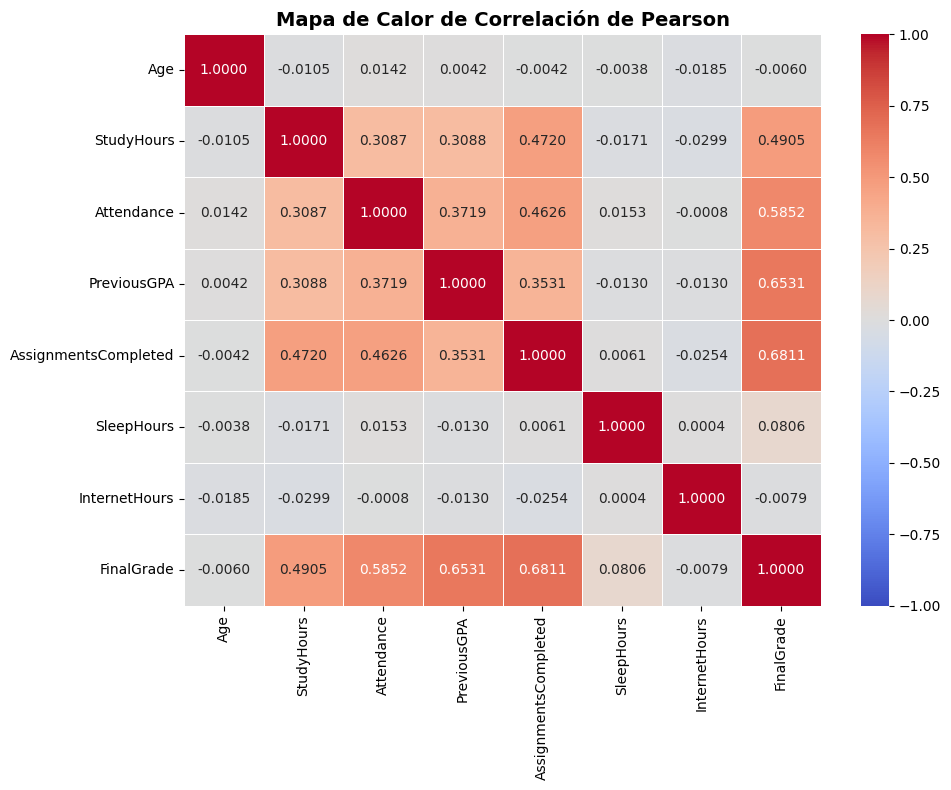 Mapa de Calor de Correlación de Pearson
Age 1.0000 -0.0105 0.0142 0.0042 -0.0042 -0.0038 -0.0185 -0.0060
StudyHours -0.0105 1.0000 0.3087 0.3088 0.4720 -0.0171 -0.0299 0.4905
Attendance 0.0142 0.3087 1.0000 0.3719 0.4626 0.0153 -0.0008 0.5852
PreviousGPA 0.0042 0.3088 0.3719 1.0000 0.3531 -0.0130 -0.0130 0.6531
AssignmentsCompleted -0.0042 0.4720 0.4626 0.3531 1.0000 0.0061 -0.0254 0.6811
SleepHours -0.0038 -0.0171 0.0153 -0.0130 0.0061 1.0000 0.0004 0.0806
InternetHours -0.0185 -0.0299 -0.0008 -0.0130 -0.0254 0.0004 1.0000 -0.0079
FinalGrade -0.0060 0.4905 0.5852 0.6531 0.6811 0.0806 -0.0079 1.0000
Age
StudyHours
Attendance
PreviousGPA
AssignmentsCompleted
SleepHours
InternetHours
FinalGrade
1.00
0.75
0.50
0.25
0.00
−0.25
−0.50
−0.75
−1.00